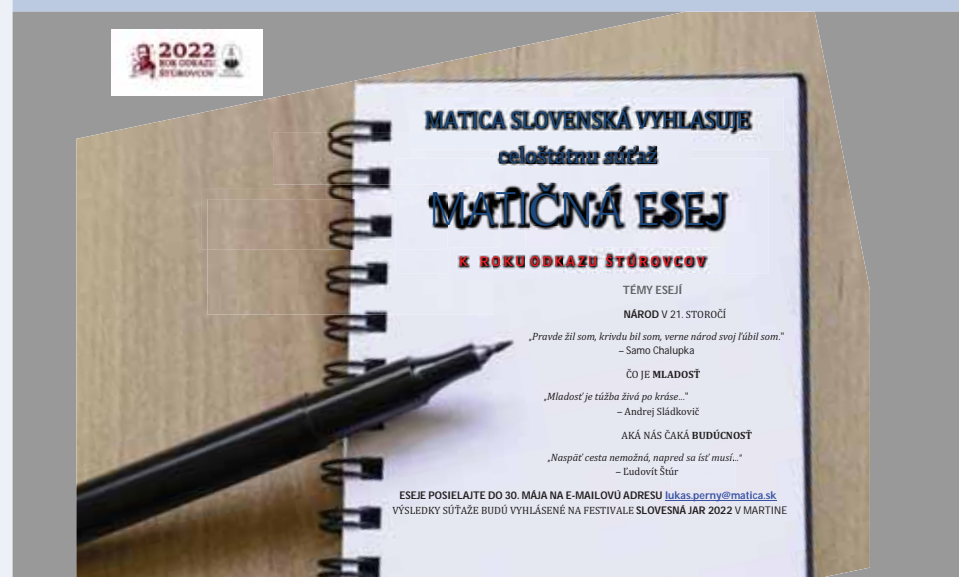 2022
ROK ODKAZU
ŠTÚROVCOV
MATICA SLOVENSKÁ VYHLASUJE
celoštátnu súťaž
MATIČNÁ ESEJ
K ROKU ODKAZU ŠTÚROVCOV
TÉMY ESEJÍ
NÁROD V 21. STOROČÍ
„Pravde žil som, krivdu bil som, verne národ svoj ľúbil som."
– Samo Chalupka
ČO JE MLADOSŤ
„Mladosť je túžba živá po kráse..."
– Andrej Sládkovič
AKÁ NÁS ČAKÁ BUDÚCNOSŤ
„Naspäť cesta nemožná, napred sa ísť musí..."
– Ľudovít Štúr
ESEJE POSIELAJTE DO 30. MÁJA NA E-MAILOVÚ ADRESU lukas.perny@matica.sk
VÝSLEDKY SÚŤAŽE BUDÚ VYHLÁSENÉ NA FESTIVALE SLOVESNÁ JAR 2022 V MARTINE